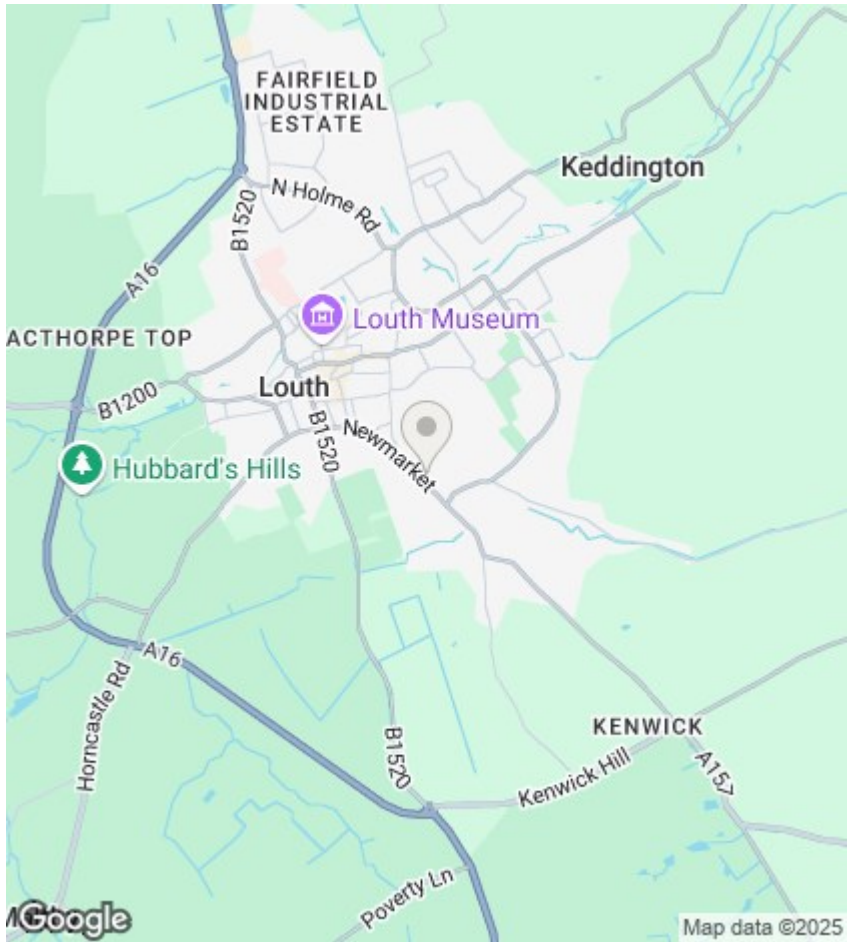 FAIRFIELD
INDUSTRIAL
ESTATE
Keddington
N Holme Rd
B1520
A16
Louth Museum
ACTHORPE TOP
B1200
Louth
Newmarket
B1520
Hubbard's Hills
A16
Horncastle Rd
KENWICK
B1520
A157
Kenwick Hill
Poverty Ln
Google
Map data ©2025